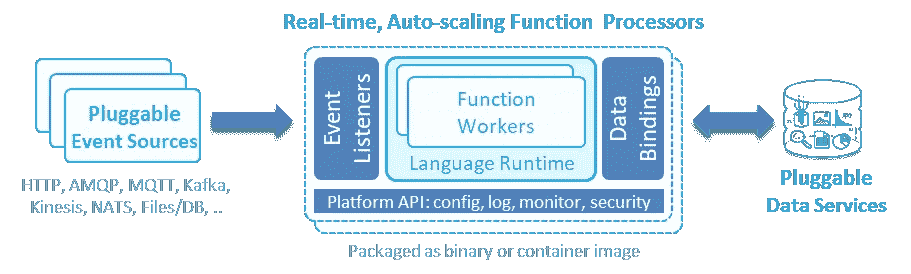 Real-time, Auto-scaling Function Processors
Pluggable
Event Sources
HTTP, AMQP, MQTT, Kafka,
Kinesis, NATS, Files/DB, ..
Event
Listeners
Function
Workers
Language Runtime
Data
Bindings
Platform API: config, log, monitor, security
Packaged as binary or container image
Pluggable
Data Services